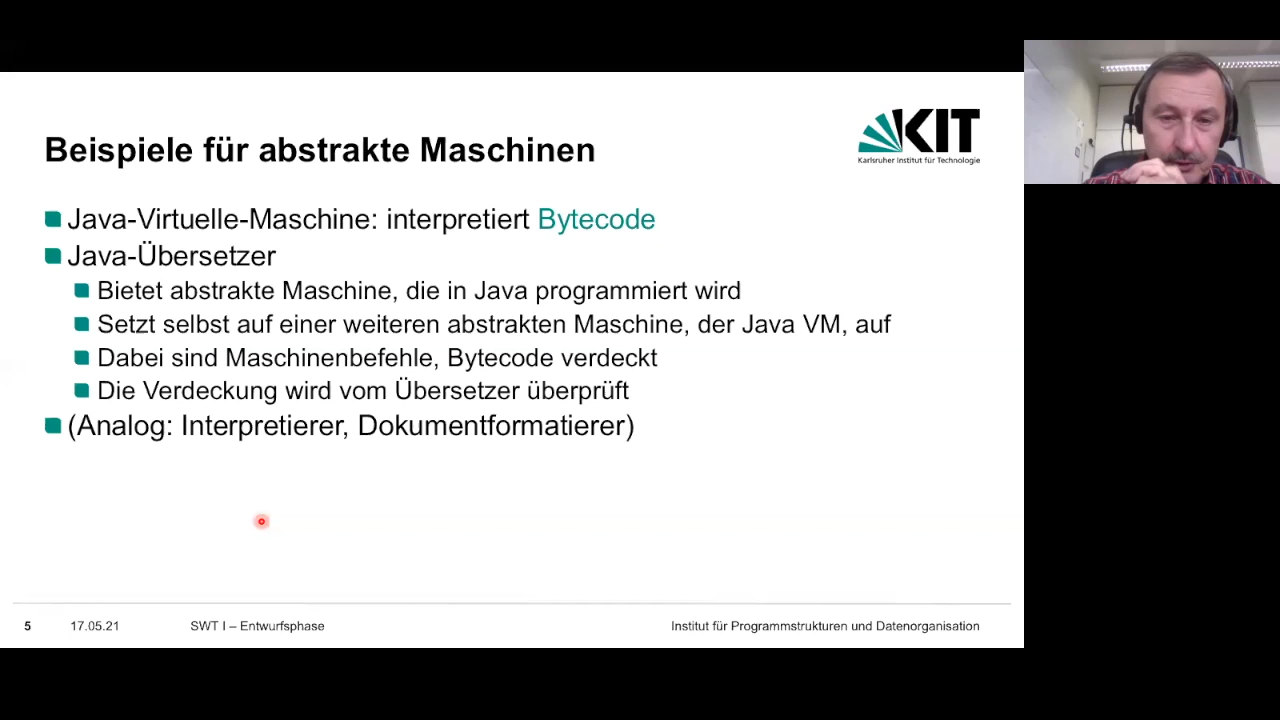 Beispiele für abstrakte Maschinen
KIT
Karlsruher Institut für Technologie
Java-Virtuelle-Maschine: interpretiert Bytecode
Java-Übersetzer
Bietet abstrakte Maschine, die in Java programmiert wird
Setzt selbst auf einer weiteren abstrakten Maschine, der Java VM, auf
Dabei sind Maschinenbefehle, Bytecode verdeckt
Die Verdeckung wird vom Übersetzer überprüft
(Analog: Interpretierer, Dokumentformatierer)
5 17.05.21 SWT I – Entwurfsphase Institut für Programmstrukturen und Datenorganisation